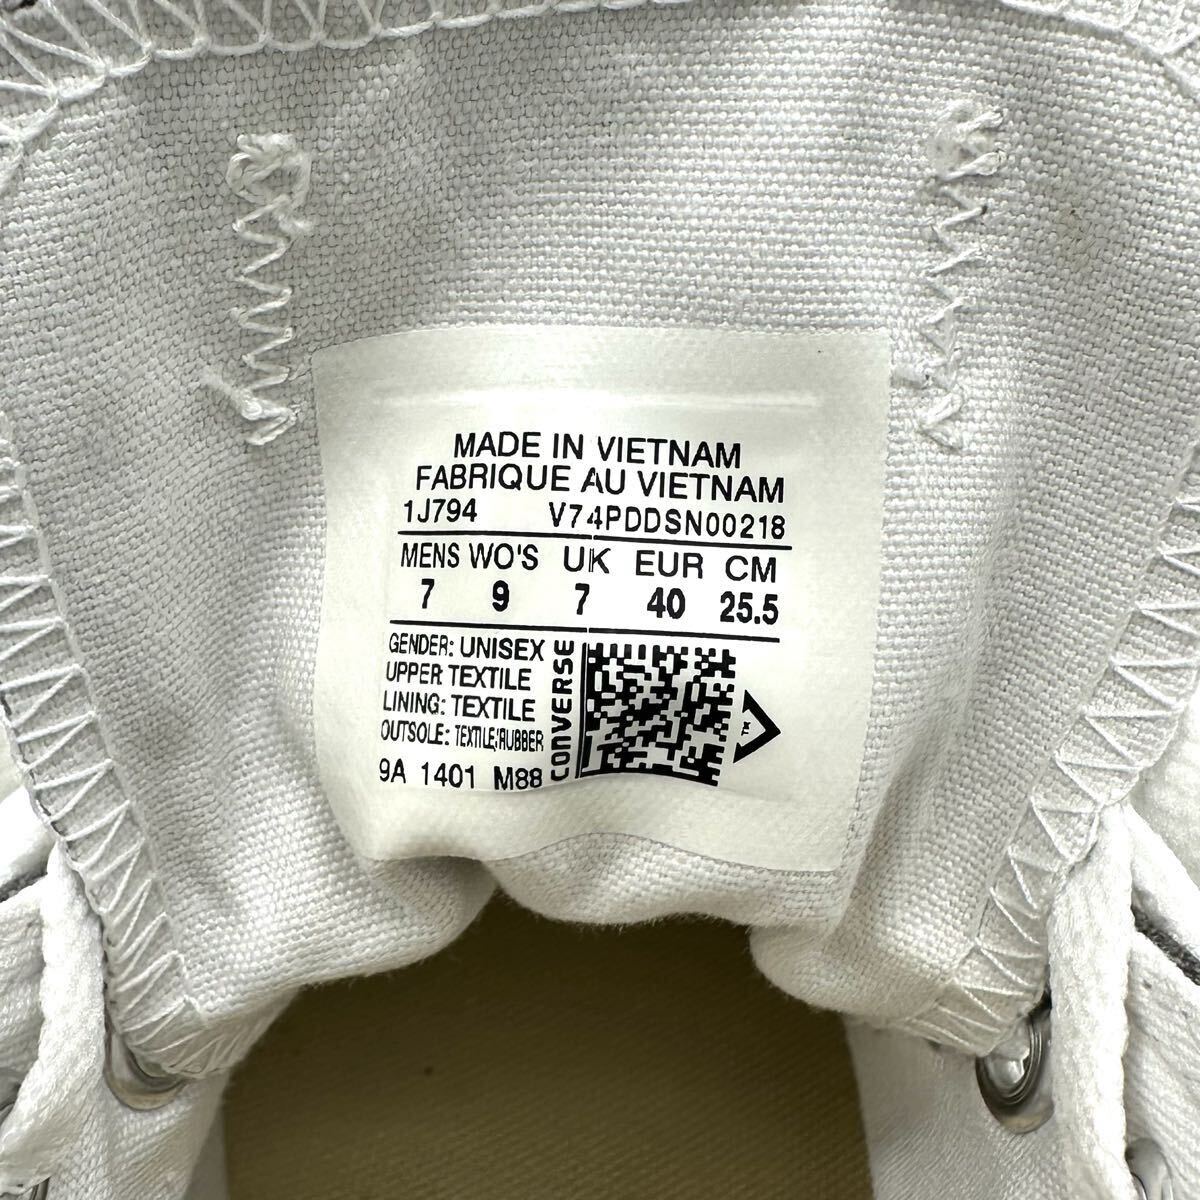 MADE IN VIETNAM
FABRIQUE AU VIETNAM
1J794 V74PDDSN00218
MENS WO'S UK EUR CM
7 9 7 40 25.5
GENDER: UNISEX
UPPER TEXTILE
LINING: TEXTILE
OUTSOLE: TEXTILE/RUBBER
9A 1401 M88
CONVERSE
TM